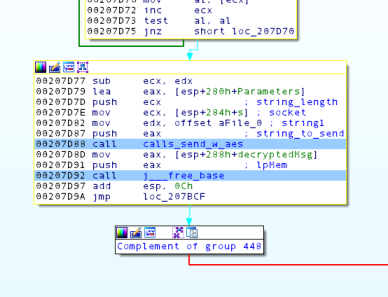 00207D70 mov al, [ecx]
00207D72 inc ecx
00207D73 test al, al
00207D75 jnz short loc_207D70
00207D77 sub ecx, edx
00207D79 lea eax, [esp+280h+Parameters]
00207D7D push ecx ; string_length
00207D7E mov ecx, [esp+284h+s] ; socket
00207D82 mov edx, offset aFile_0 ; string1
00207D87 push eax ; string_to_send
00207D88 call calls_send_w_aes
00207D8D mov eax, [esp+288h+decryptedMsg]
00207D91 push eax ; lpMem
00207D92 call j___free_base
00207D97 add esp, 0Ch
00207D9A jmp loc_207BCF
Complement of group 448